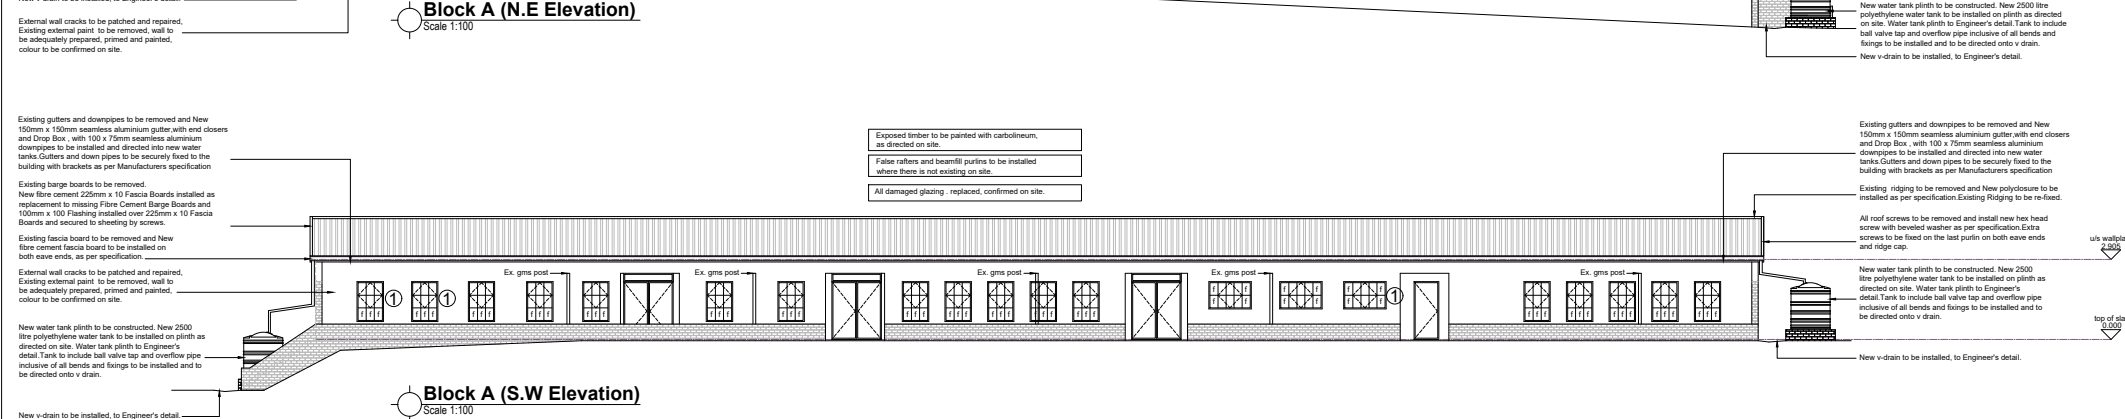 New v-drain to be installed, to Engineer's detail.
External wall cracks to be patched and repaired,
Existing external paint to be removed, wall to
be adequately prepared, primed and painted,
colour to be confirmed on site.
Block A (N.E Elevation)
Scale 1:100
New water tank plinth to be constructed. New 2500 litre
polyethylene water tank to be installed on plinth as directed
on site. Water tank plinth to Engineer's detail.Tank to include
ball valve tap and overflow pipe inclusive of all bends and
fixings to be installed and to be directed onto v drain.
New v-drain to be installed, to Engineer's detail.
Existing gutters and downpipes to be removed and New
150mm x 150mm seamless aluminium gutter,with end closers
and Drop Box , with 100 x 75mm seamless aluminium
downpipes to be installed and directed into new water
tanks.Gutters and down pipes to be securely fixed to the
building with brackets as per Manufacturers specification
Existing barge boards to be removed.
New fibre cement 225mm x 10 Fascia Boards installed as
replacement to missing Fibre Cement Barge Boards and
100mm x 100 Flashing installed over 225mm x 10 Fascia
Boards and secured to sheeting by screws.
Existing fascia board to be removed and New
fibre cement fascia board to be installed on
both eave ends, as per specification.
External wall cracks to be patched and repaired,
Existing external paint to be removed, wall to
be adequately prepared, primed and painted,
colour to be confirmed on site.
New water tank plinth to be constructed. New 2500
litre polyethylene water tank to be installed on plinth as
directed on site. Water tank plinth to Engineer's
detail.Tank to include ball valve tap and overflow pipe
inclusive of all bends and fixings to be installed and to
be directed onto v drain.
New v-drain to be installed, to Engineer's detail.
Exposed timber to be painted with carbolineum,
as directed on site.
False rafters and beamfill purlins to be installed
where there is not existing on site.
All damaged glazing . replaced, confirmed on site.
Ex. gms post
Ex. gms post
Ex. gms post
Ex. gms post
Ex. gms post
1
1
1
Existing gutters and downpipes to be removed and New
150mm x 150mm seamless aluminium gutter,with end closers
and Drop Box , with 100 x 75mm seamless aluminium
downpipes to be installed and directed into new water
tanks.Gutters and down pipes to be securely fixed to the
building with brackets as per Manufacturers specification
Existing ridging to be removed and New polyclosure to be
installed as per specification.Existing Ridging to be re-fixed.
All roof screws to be removed and install new hex head
screw with beveled washer as per specification.Extra
screws to be fixed on the last purlin on both eave ends
and ridge cap.
u/s wallpla
2.905
New water tank plinth to be constructed. New 2500
litre polyethylene water tank to be installed on plinth as
directed on site. Water tank plinth to Engineer's
detail.Tank to include ball valve tap and overflow pipe
inclusive of all bends and fixings to be installed and to
be directed onto v drain.
top of sla
0.000
New v-drain to be installed, to Engineer's detail.
Block A (S.W Elevation)
Scale 1:100